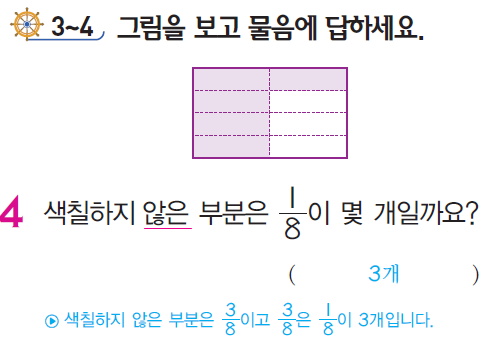 3~4 그림을 보고 물음에 답하세요.
4 색칠하지 않은 부분은 1/8이 몇 개일까요?
( 3개 )
▶ 색칠하지 않은 부분은 3/8이고 3/8은 1/8이 3개입니다.